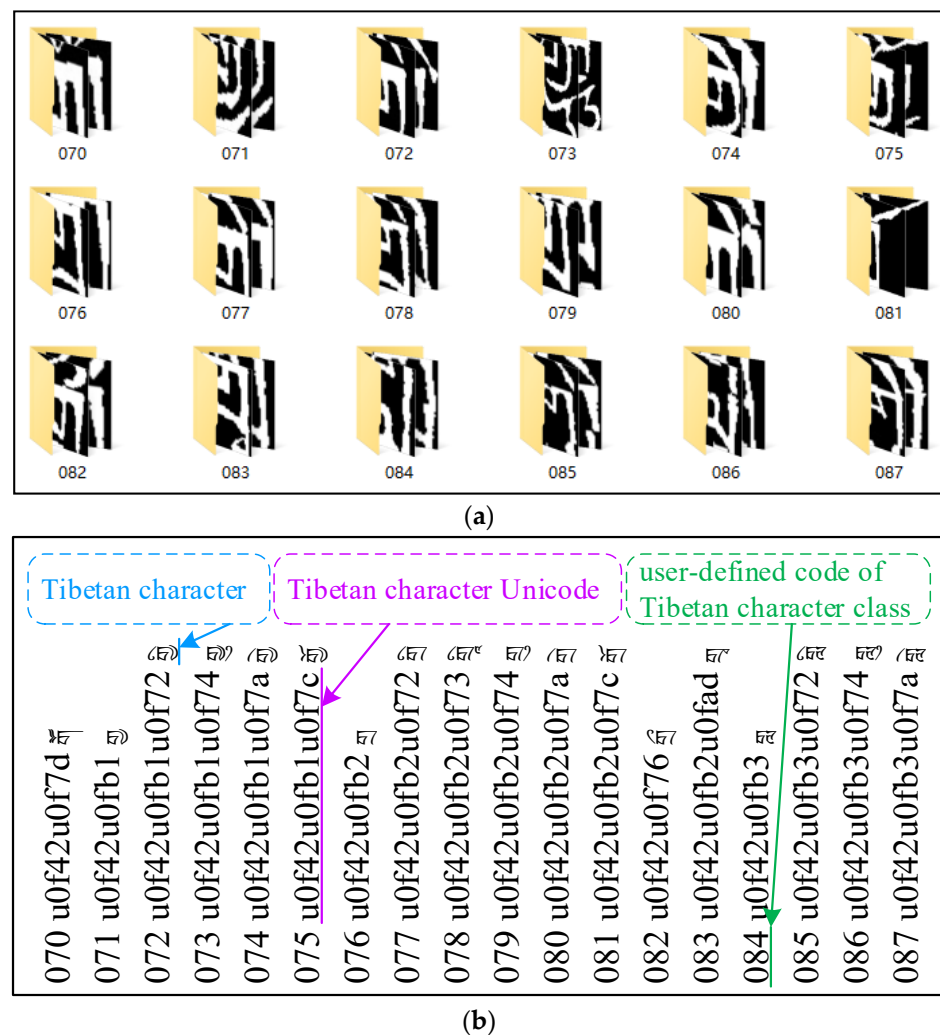 070 071 072 073 074 075
076 077 078 079 080 081
082 083 084 085 086 087
(a)
Tibetan character
Tibetan character Unicode
user-defined code of
Tibetan character class
070 u0f42u0f7d གཽ
071 u0f42u0fb1 གྱ
072 u0f42u0fb1u0f72 གྱི
073 u0f42u0fb1u0f74 གྱུ
074 u0f42u0fb1u0f7a གྱེ
075 u0f42u0fb1u0f7c གྱོ
076 u0f42u0fb2 གྲ
077 u0f42u0fb2u0f72 གྲི
078 u0f42u0fb2u0f73 གྲཱི
079 u0f42u0fb2u0f74 གྲུ
080 u0f42u0fb2u0f7a གྲེ
081 u0f42u0fb2u0f7c གྲོ
082 u0f42u0f76 གྲྀ
083 u0f42u0fb2u0fad གྲྭ
084 u0f42u0fb3 གླ
085 u0f42u0fb3u0f72 གླི
086 u0f42u0fb3u0f74 གླུ
087 u0f42u0fb3u0f7a གླེ
(b)